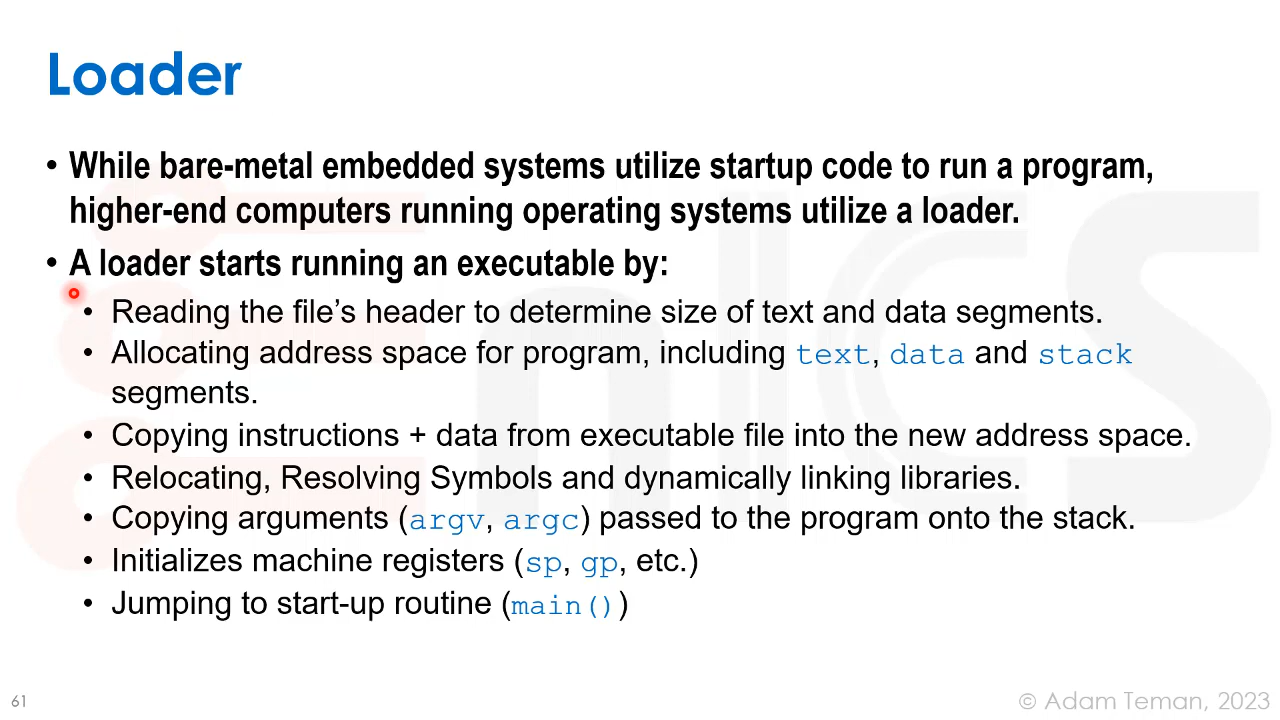 Loader
• While bare-metal embedded systems utilize startup code to run a program,
higher-end computers running operating systems utilize a loader.
• A loader starts running an executable by:
• Reading the file’s header to determine size of text and data segments.
• Allocating address space for program, including text, data and stack
segments.
• Copying instructions + data from executable file into the new address space.
• Relocating, Resolving Symbols and dynamically linking libraries.
• Copying arguments (argv, argc) passed to the program onto the stack.
• Initializes machine registers (sp, gp, etc.)
• Jumping to start-up routine (main())
61
© Adam Teman, 2023